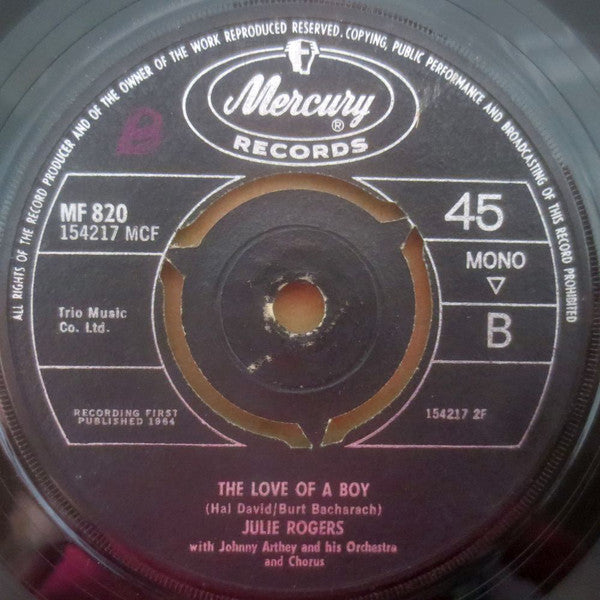 ALL RIGHTS OF THE RECORD PRODUCER AND OF THE OWNER OF THE WORK REPRODUCED RESERVED. COPYING, PUBLIC PERFORMANCE AND BROADCASTING OF THIS RECORD PROHIBITED
Mercury ®
RECORDS
B
MF 820
154217 MCF
45
MONO
Trio Music
Co. Ltd.
B
RECORDING FIRST
PUBLISHED 1964
154217 2F
THE LOVE OF A BOY
(Hal David/Burt Bacharach)
JULIE ROGERS
with Johnny Arthey and his Orchestra
and Chorus